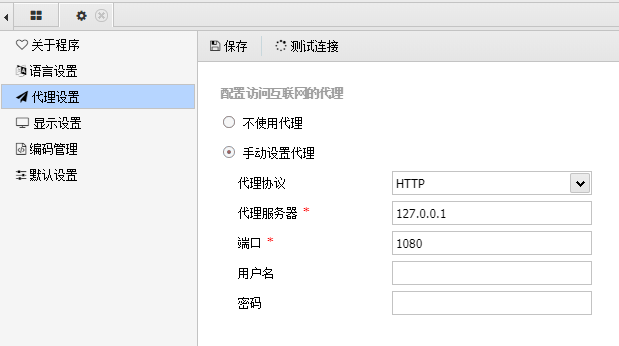 关于程序
语言设置
代理设置
显示设置
编码管理
默认设置
保存 测试连接
配置访问互联网的代理
不使用代理
手动设置代理
代理协议 HTTP
代理服务器 * 127.0.0.1
端口 * 1080
用户名
密码